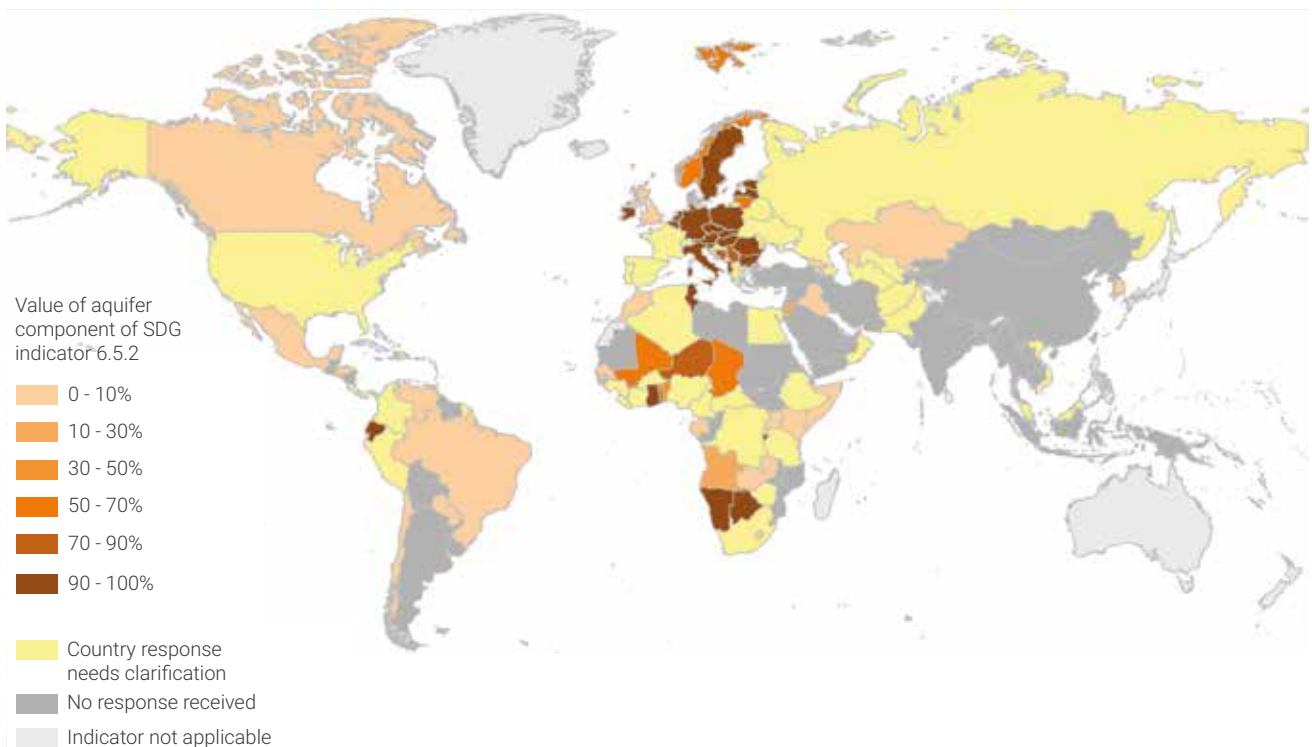 Value of aquifer
component of SDG
indicator 6.5.2
0 - 10%
10 - 30%
30 - 50%
50 - 70%
70 - 90%
90 - 100%
Country response
needs clarification
No response received
Indicator not applicable